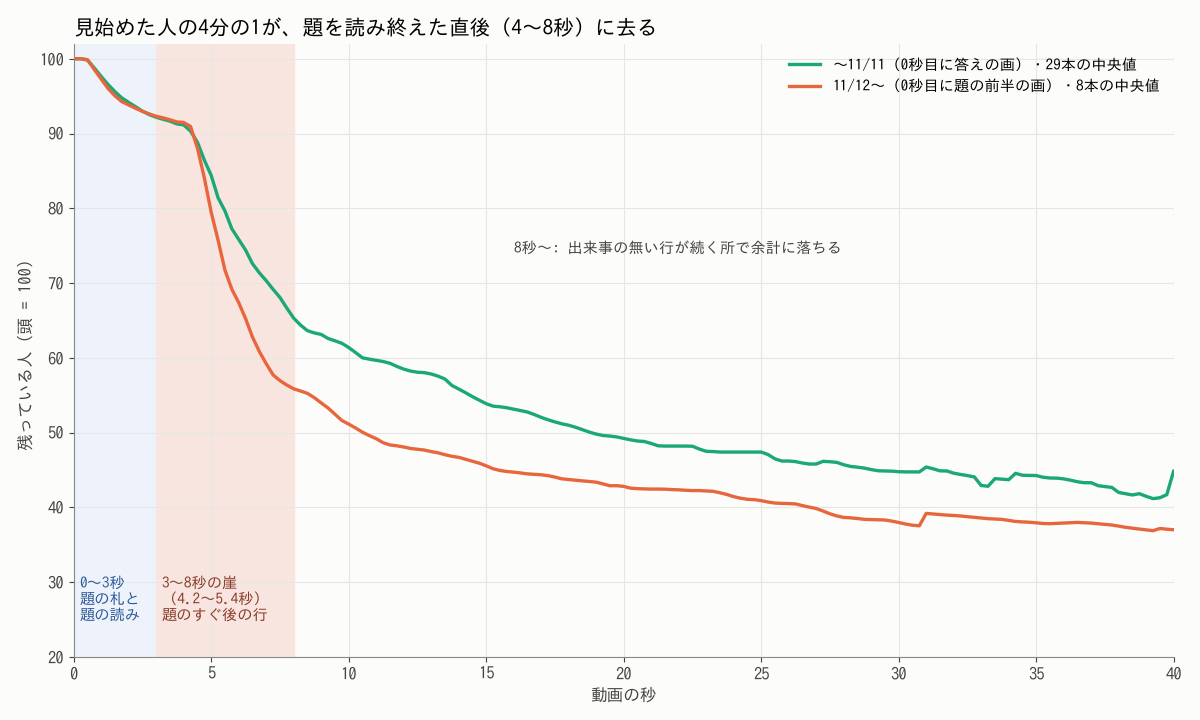 見始めた人の4分の1が、題を読み終えた直後（4〜8秒）に去る
〜11/11（0秒目に答えの画）・29本の中央値
11/12〜（0秒目に題の前半の画）・8本の中央値
8秒〜: 出来事の無い行が続く所で余計に落ちる
残っている人（頭 = 100）
100
90
80
70
60
50
40
30
20
0〜3秒
題の札と
題の読み
3〜8秒の崖
（4.2〜5.4秒）
題のすぐ後の行
0 5 10 15 20 25 30 35 40
動画の秒